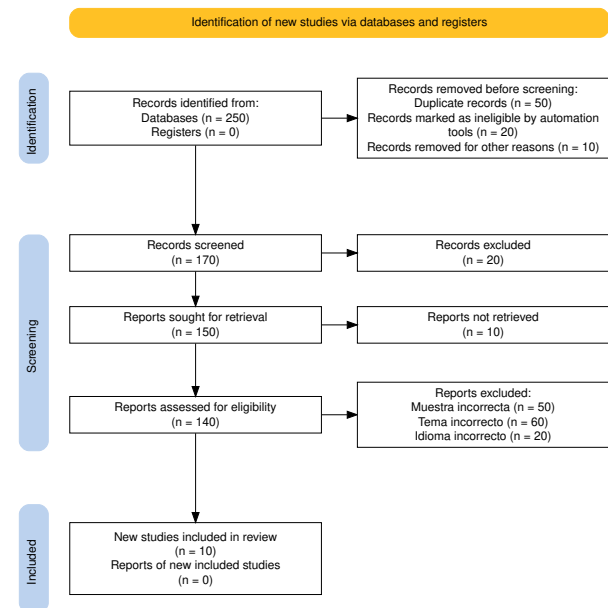 Identification of new studies via databases and registers
Identification
Records identified from:
Databases (n = 250)
Registers (n = 0)
Records removed before screening:
Duplicate records (n = 50)
Records marked as ineligible by automation
tools (n = 20)
Records removed for other reasons (n = 10)
Screening
Records screened
(n = 170)
Records excluded
(n = 20)
Reports sought for retrieval
(n = 150)
Reports not retrieved
(n = 10)
Reports assessed for eligibility
(n = 140)
Reports excluded:
Muestra incorrecta (n = 50)
Tema incorrecto (n = 60)
Idioma incorrecto (n = 20)
Included
New studies included in review
(n = 10)
Reports of new included studies
(n = 0)